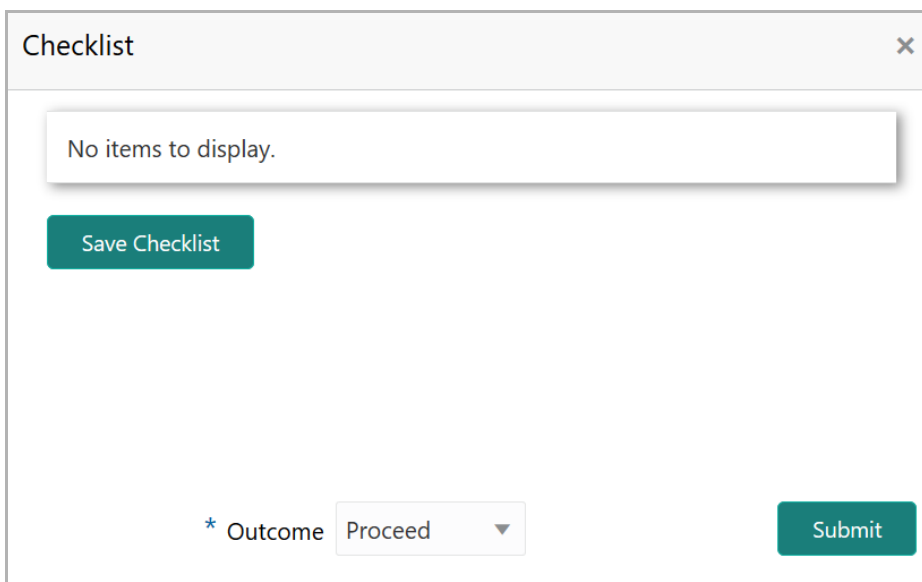 Checklist
No items to display.
Save Checklist
* Outcome Proceed
Submit